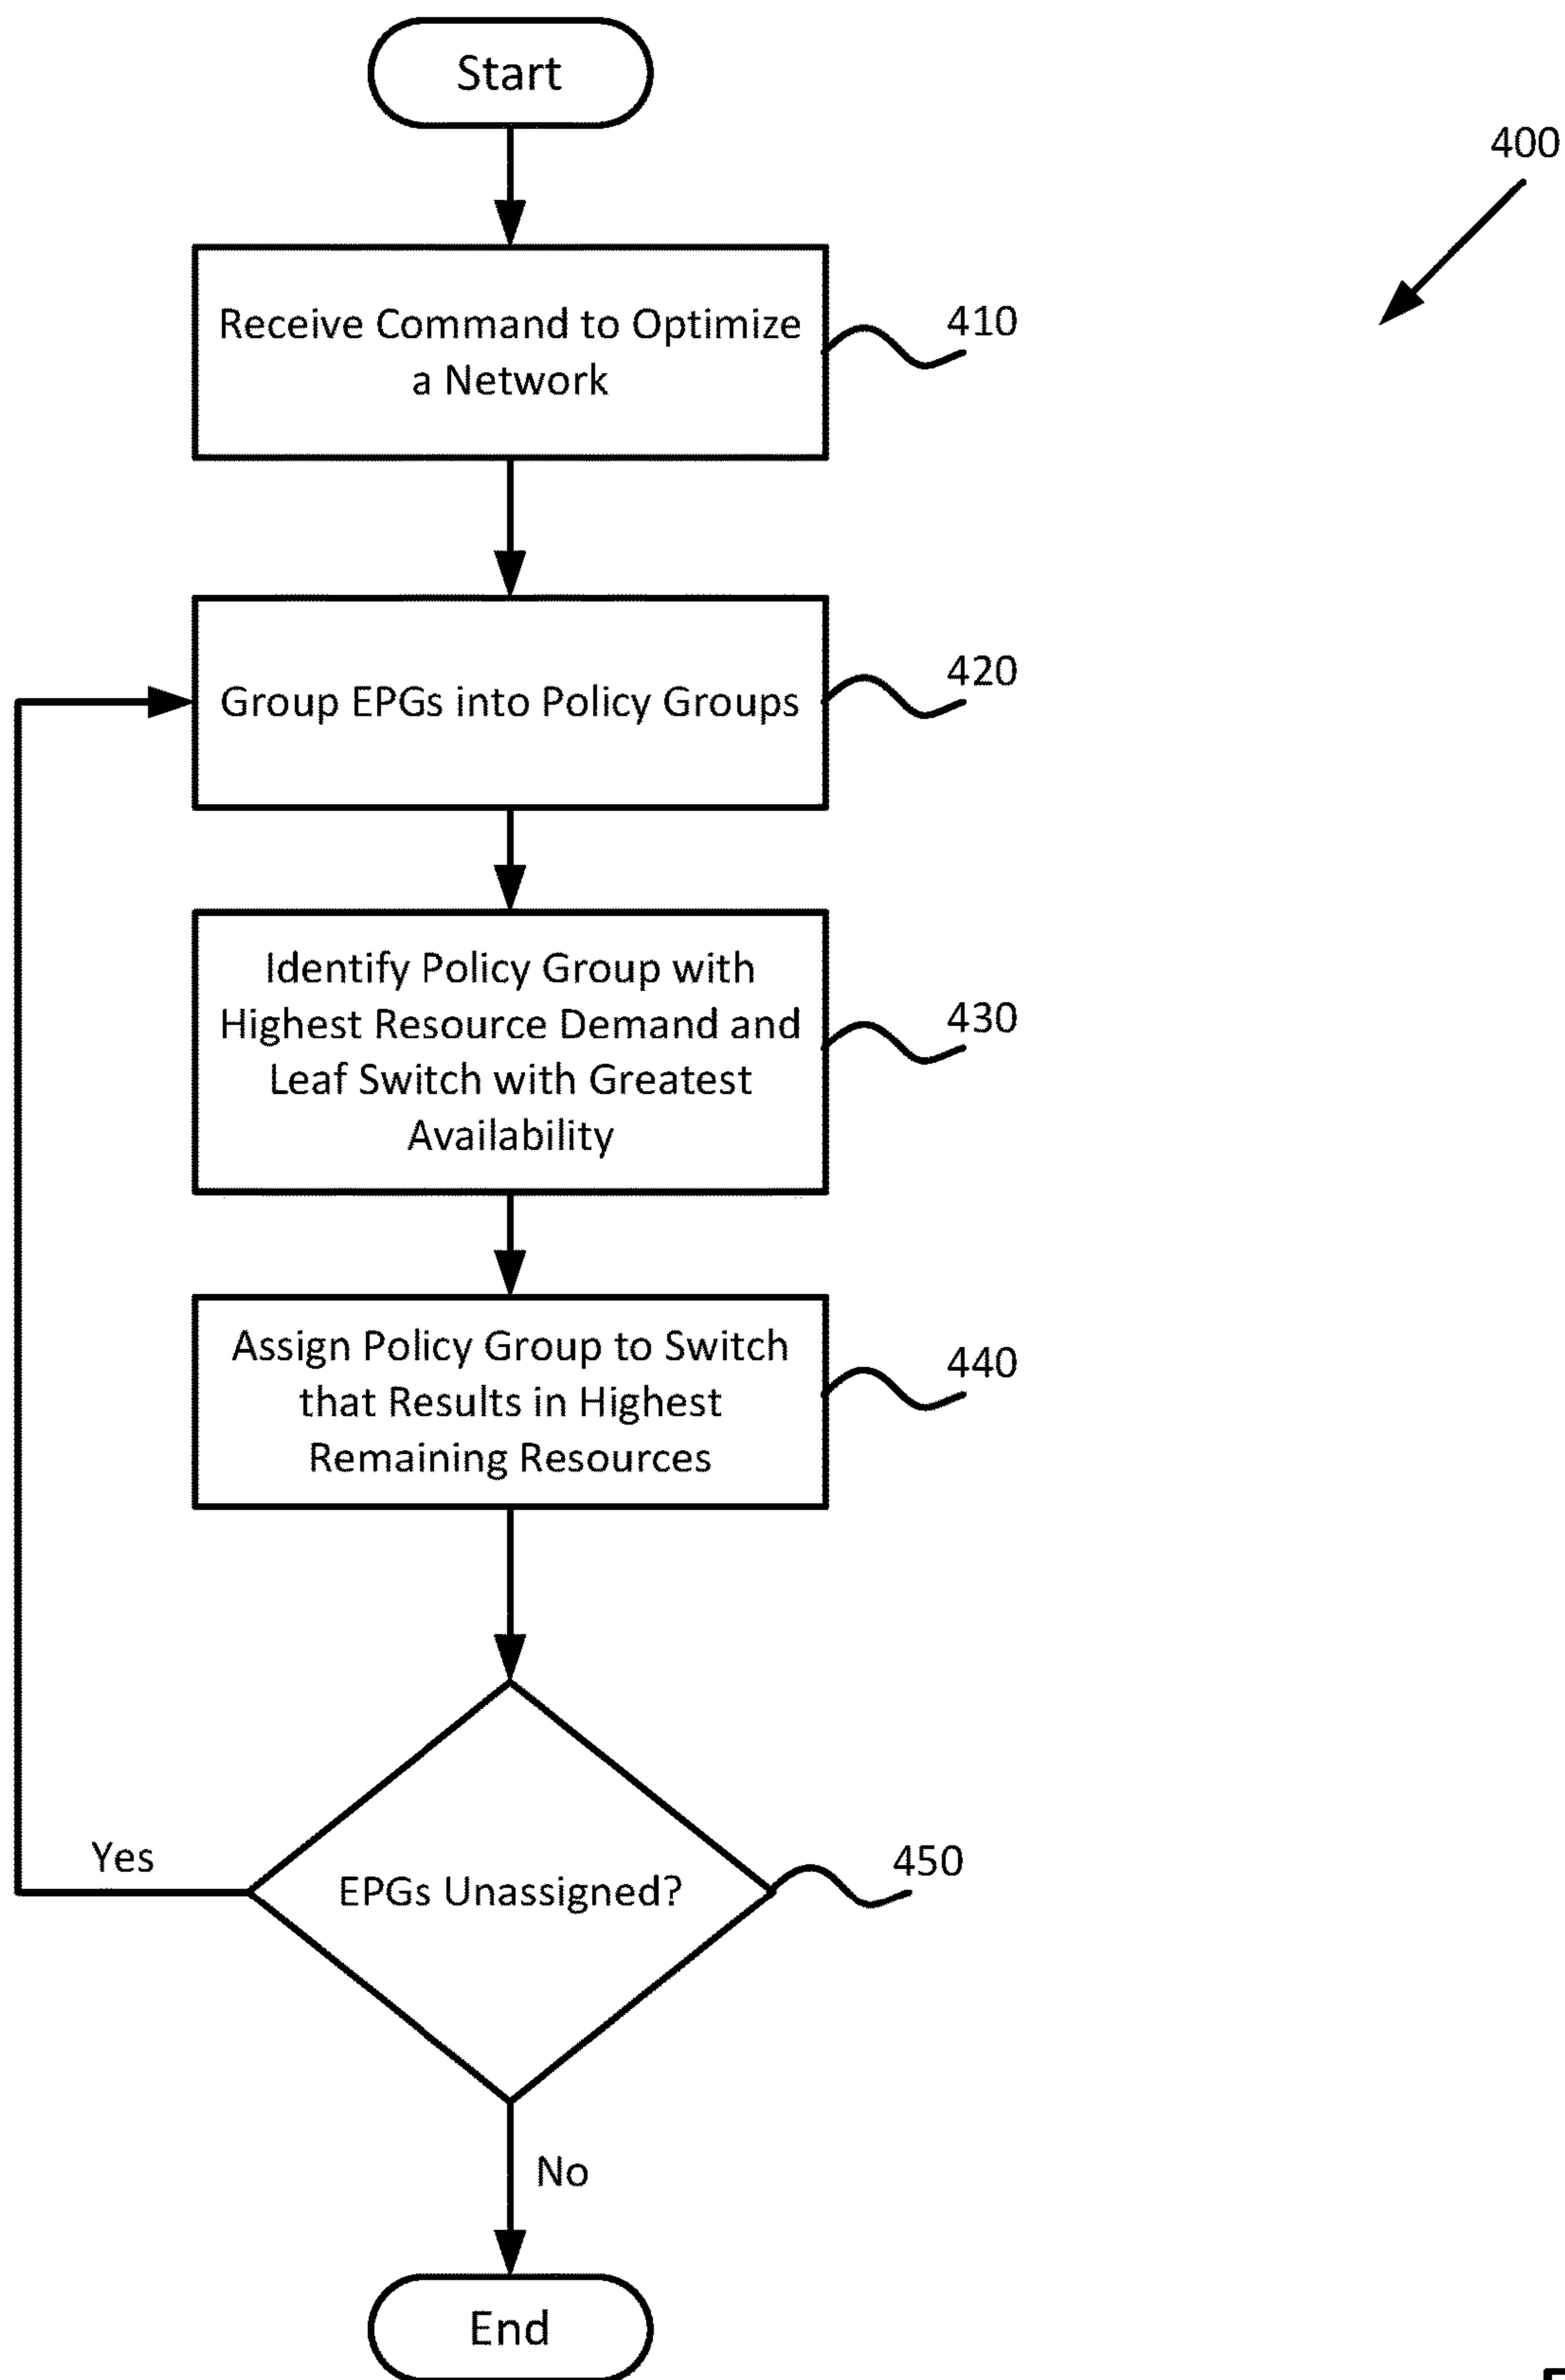 Start
400
Receive Command to Optimize
a Network
410
Group EPGs into Policy Groups
420
Identify Policy Group with
Highest Resource Demand and
Leaf Switch with Greatest
Availability
430
Assign Policy Group to Switch
that Results in Highest
Remaining Resources
440
EPGs Unassigned?
450
Yes
No
End